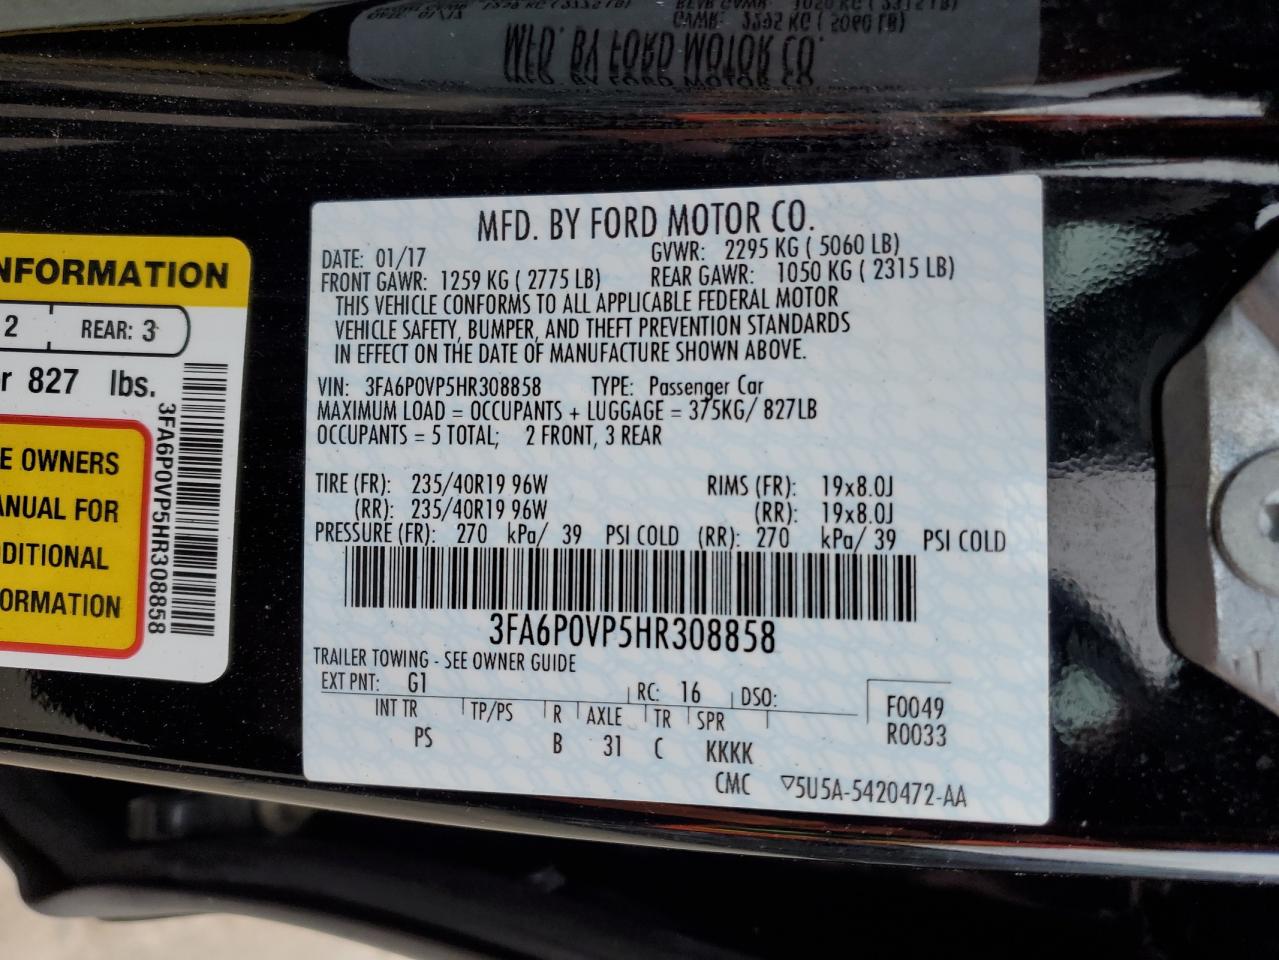 MFD. BY FORD MOTOR CO.
GVWR: 2295 KG ( 5060 LB)
MFD. BY FORD MOTOR CO.
DATE: 01/17 GVWR: 2295 KG ( 5060 LB)
FRONT GAWR: 1259 KG ( 2775 LB) REAR GAWR: 1050 KG ( 2315 LB)
THIS VEHICLE CONFORMS TO ALL APPLICABLE FEDERAL MOTOR
VEHICLE SAFETY, BUMPER, AND THEFT PREVENTION STANDARDS
IN EFFECT ON THE DATE OF MANUFACTURE SHOWN ABOVE.
VIN: 3FA6P0VP5HR308858 TYPE: Passenger Car
MAXIMUM LOAD = OCCUPANTS + LUGGAGE = 375KG/ 827LB
OCCUPANTS = 5 TOTAL; 2 FRONT, 3 REAR
TIRE (FR): 235/40R19 96W RIMS (FR): 19x8.0J
(RR): 235/40R19 96W (RR): 19x8.0J
PRESSURE (FR): 270 kPa/ 39 PSI COLD (RR): 270 kPa/ 39 PSI COLD
3FA6P0VP5HR308858
TRAILER TOWING - SEE OWNER GUIDE
EXT PNT: G1 RC: 16 DSO:
INT TR TP/PS R AXLE TR SPR
PS B 31 C KKKK
F0049
R0033
CMC ▽5U5A-5420472-AA
NFORMATION
2 REAR: 3
r 827 lbs.
E OWNERS
ANUAL FOR
DDITIONAL
ORMATION
3FA6P0VP5HR308858